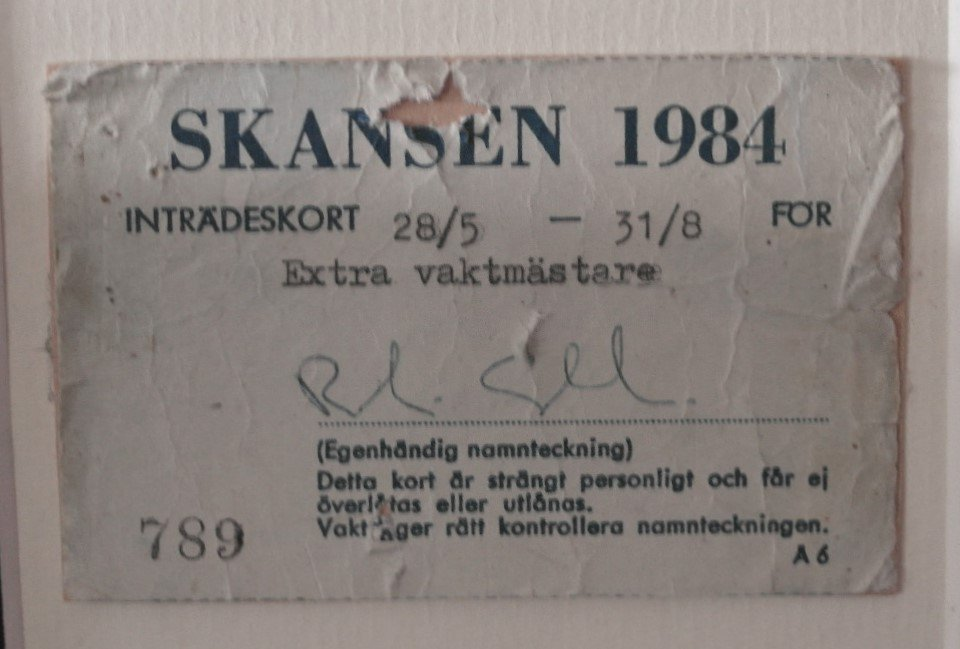 SKANSEN 1984
INTRÄDESKORT 28/5 — 31/8 FÖR
Extra vaktmästare
(Egenhändig namnteckning)
Detta kort är strängt personligt och får ej
överlåtas eller utlånas.
Vakt äger rätt kontrollera namnteckningen.
789
A 6